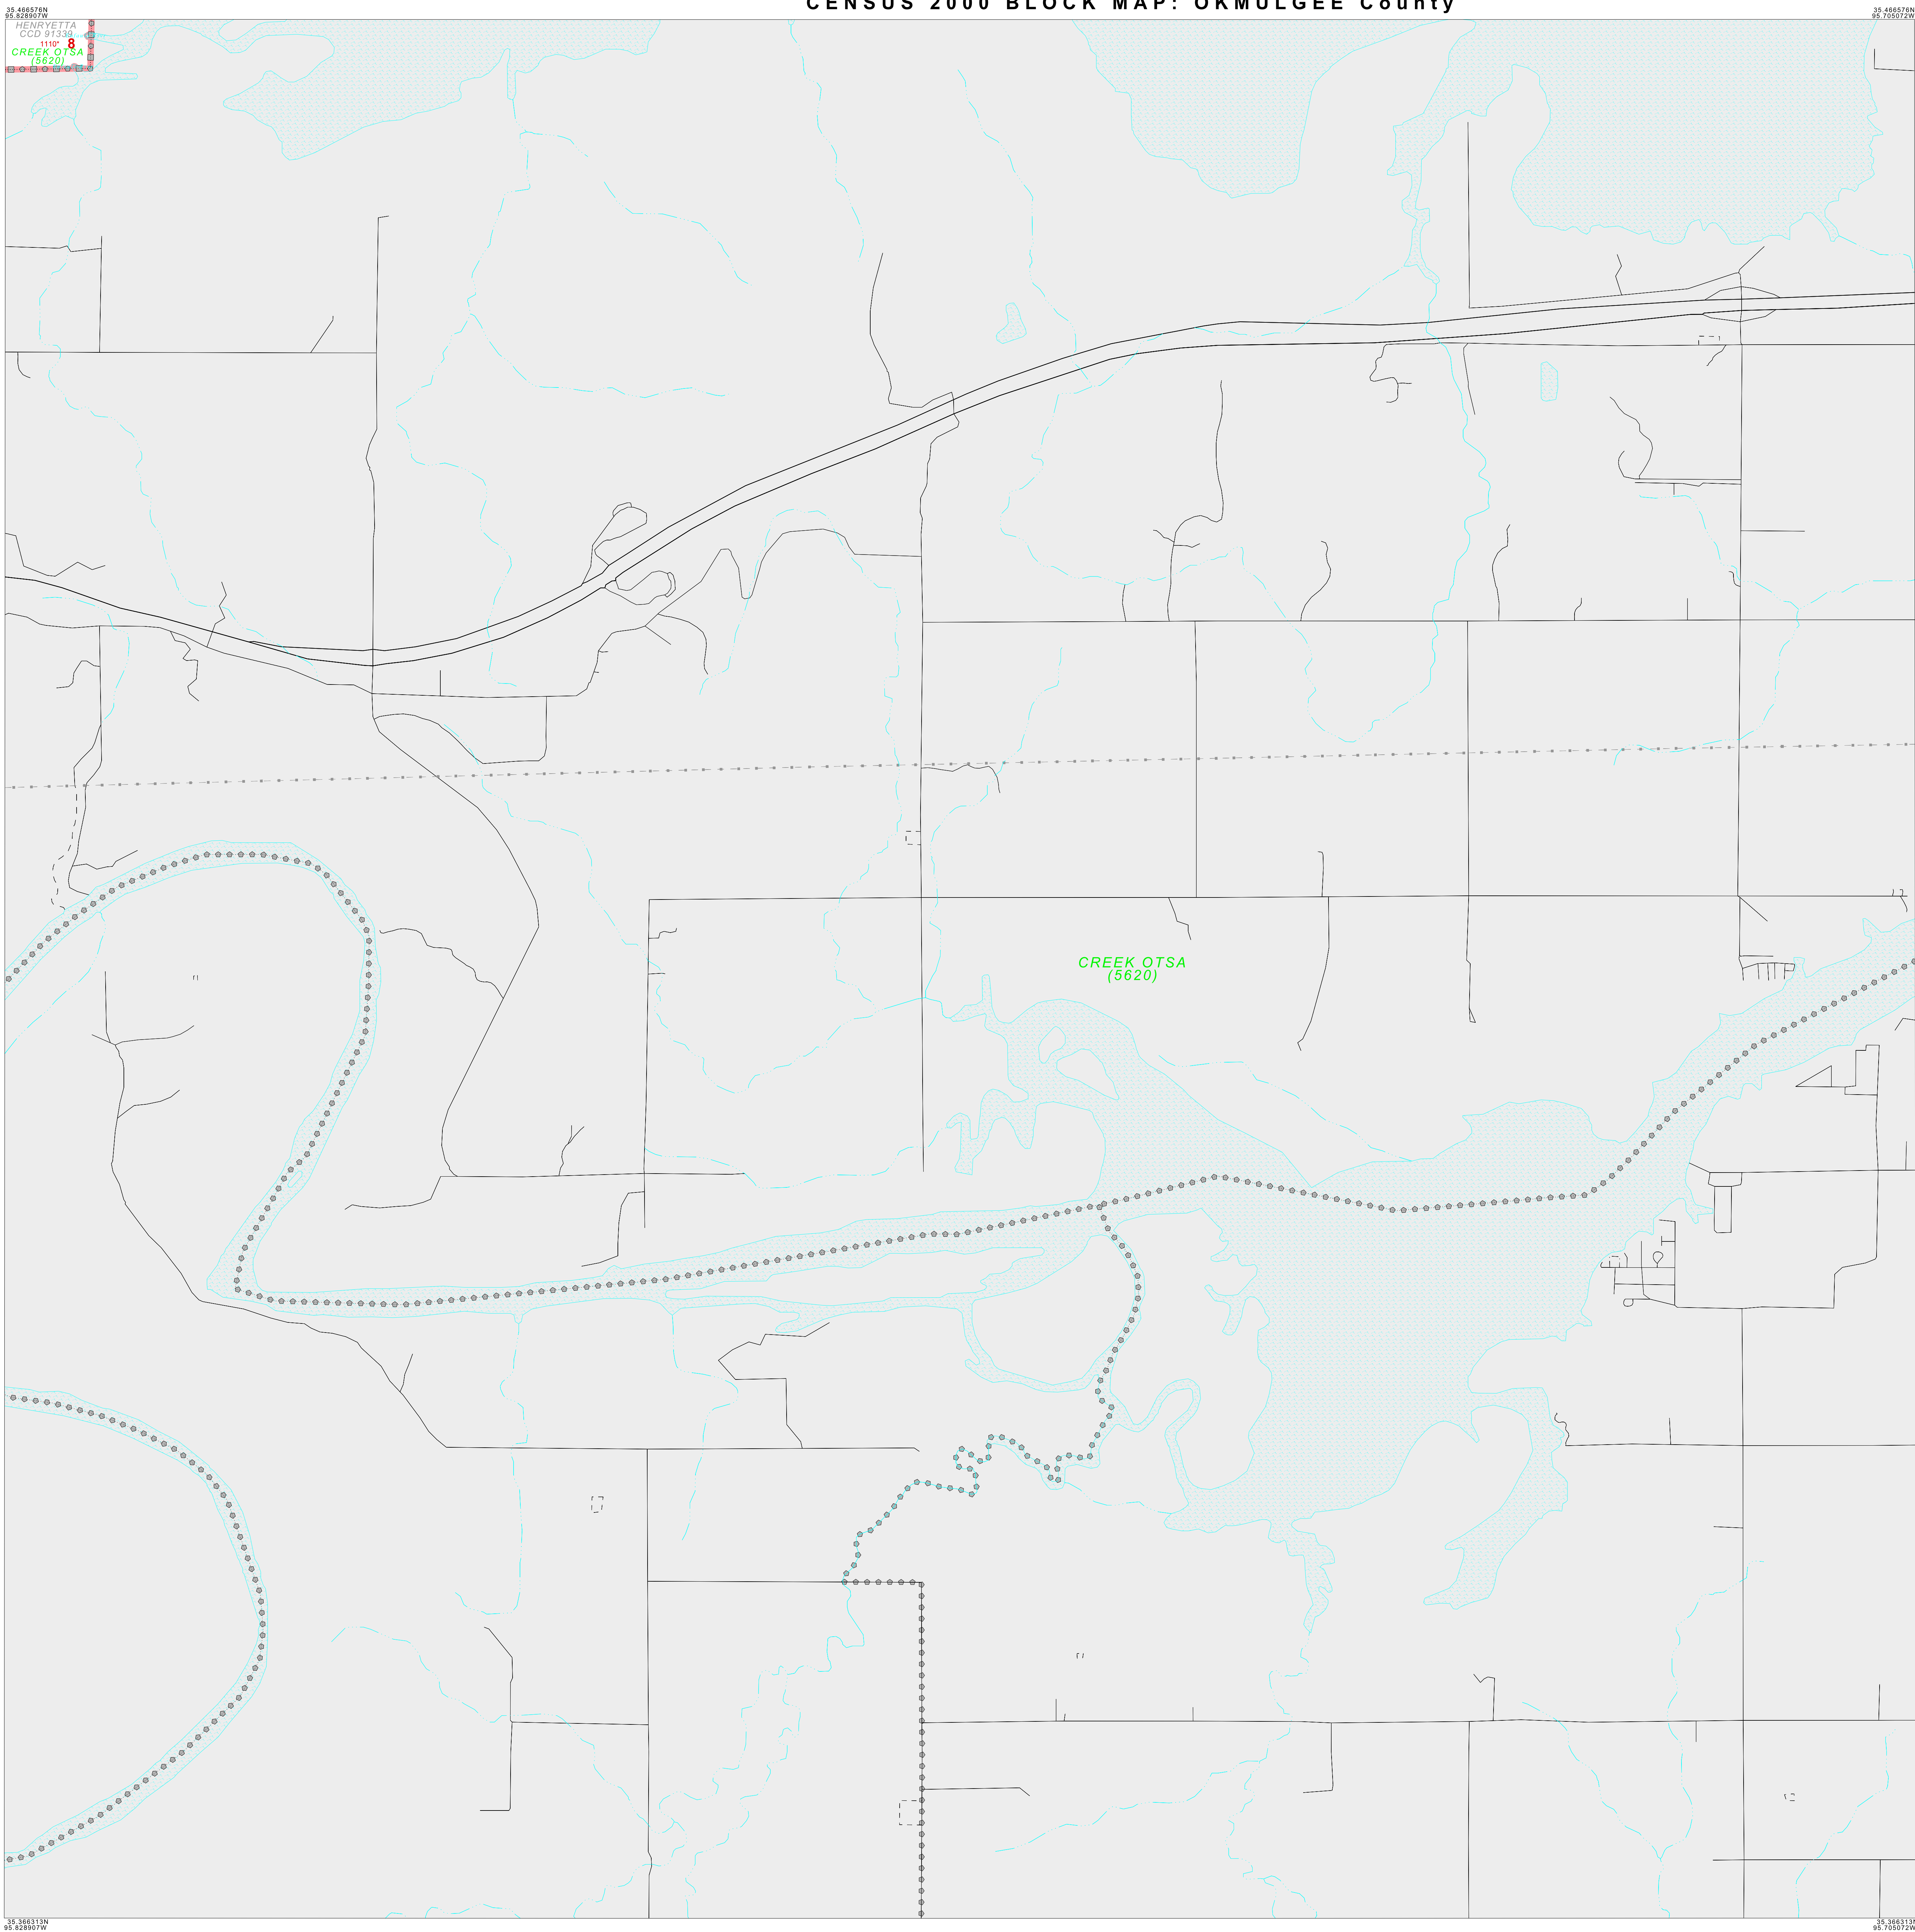 CENSUS 2000 BLOCK MAP: OKMULGEE County
35.466576N
95.828907W
35.466576N
95.705072W
HENRYETTA
CCD 91339
1110* 8
CREEK OTSA
(5620)
CREEK OTSA
(5620)
35.366313N
95.828907W
35.366313N
95.705072W